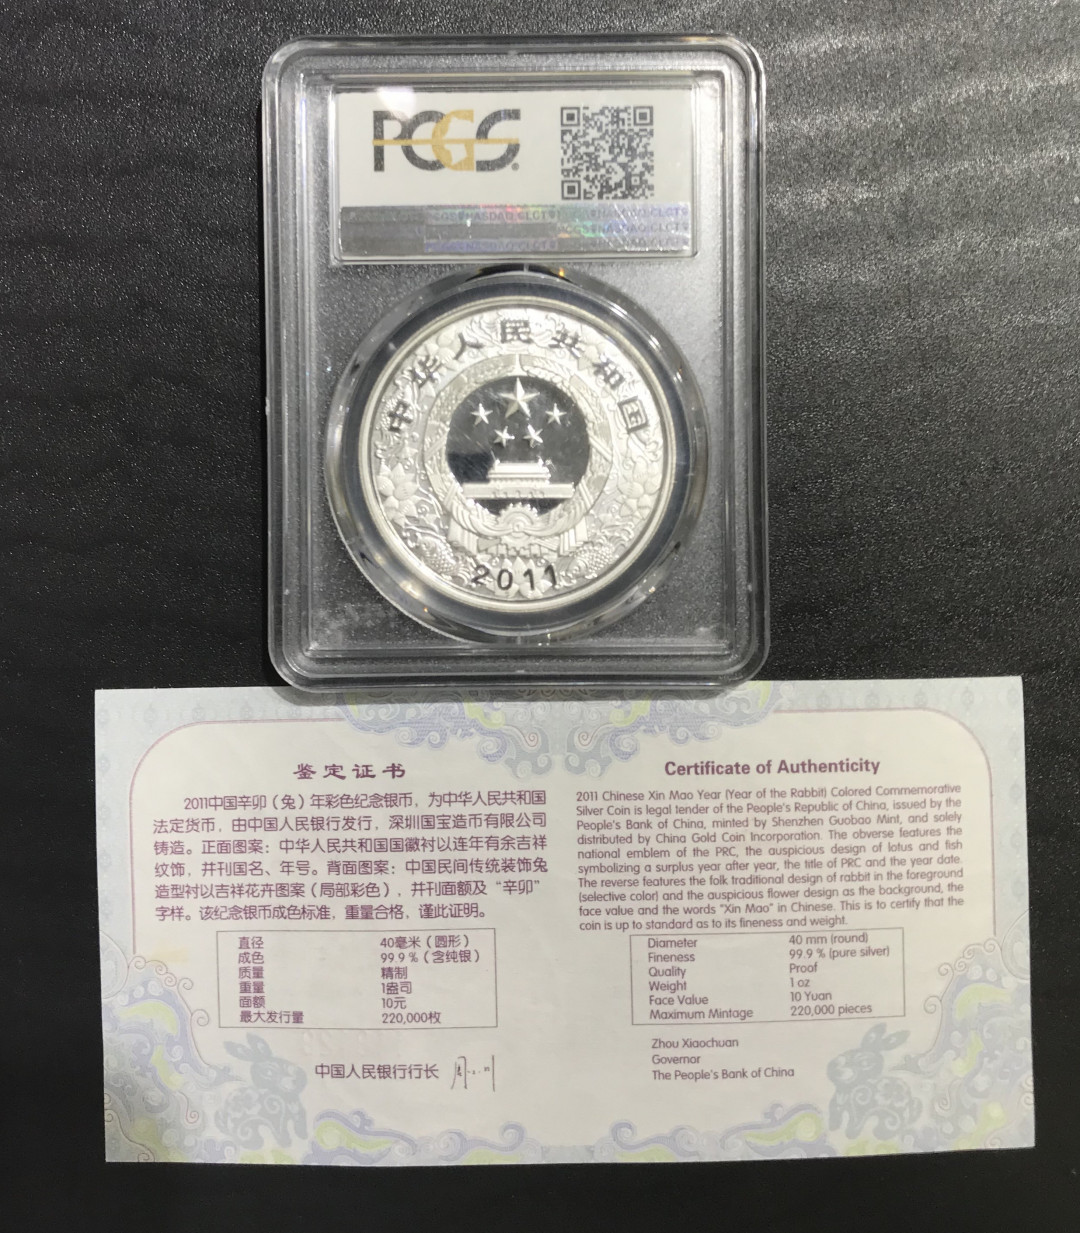 PCGS
PCGS®NASDAQ:CLCT®
NASDAQ:CLCT®
PCGS®NASDAQ:CLCT®
PCGS®NASDAQ:CLCT®
中华人民共和国
2011
鉴定证书
2011中国辛卯（兔）年彩色纪念银币，为中华人民共和国
法定货币，由中国人民银行发行，深圳国宝造币有限公司
铸造。正面图案：中华人民共和国国徽衬以连年有余吉祥
纹饰，并刊国名、年号。背面图案：中国民间传统装饰兔
造型衬以吉祥花卉图案（局部彩色），并刊面额及“辛卯”
字样。该纪念银币成色标准，重量合格，谨此证明。
直径 40毫米（圆形）
成色 99.9%（含纯银）
质量 精制
重量 1盎司
面额 10元
最大发行量 220,000枚
中国人民银行行长
Certificate of Authenticity
2011 Chinese Xin Mao Year (Year of the Rabbit) Colored Commemorative
Silver Coin is legal tender of the People's Republic of China, issued by the
People's Bank of China, minted by Shenzhen Guobao Mint, and solely
distributed by China Gold Coin Incorporation. The obverse features the
national emblem of the PRC, the auspicious design of lotus and fish
symbolizing a surplus year after year, the title of PRC and the year date.
The reverse features the folk traditional design of rabbit in the foreground
(selective color) and the auspicious flower design as the background, the
face value and the words "Xin Mao" in Chinese. This is to certify that the
coin is up to standard as to its fineness and weight.
Diameter 40 mm (round)
Fineness 99.9% (pure silver)
Quality Proof
Weight 1 oz
Face Value 10 Yuan
Maximum Mintage 220,000 pieces
Zhou Xiaochuan
Governor
The People's Bank of China